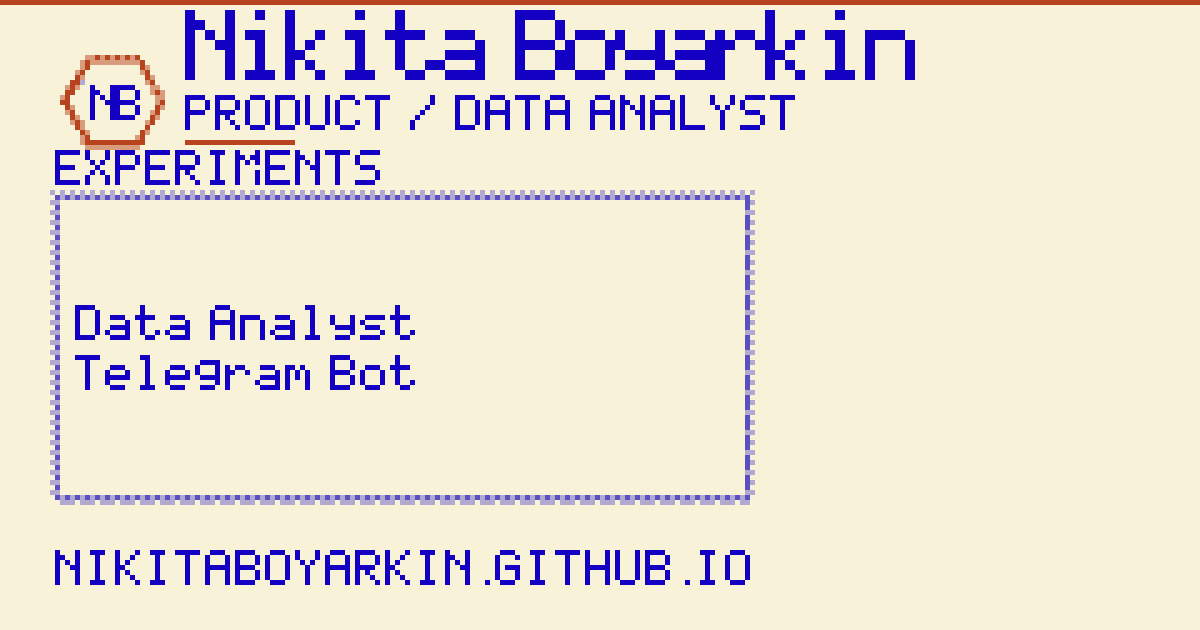 Nikita Boyarkin
NB
PRODUCT / DATA ANALYST
EXPERIMENTS
Data Analyst
Telegram Bot
NIKITABOYARKIN.GITHUB.IO